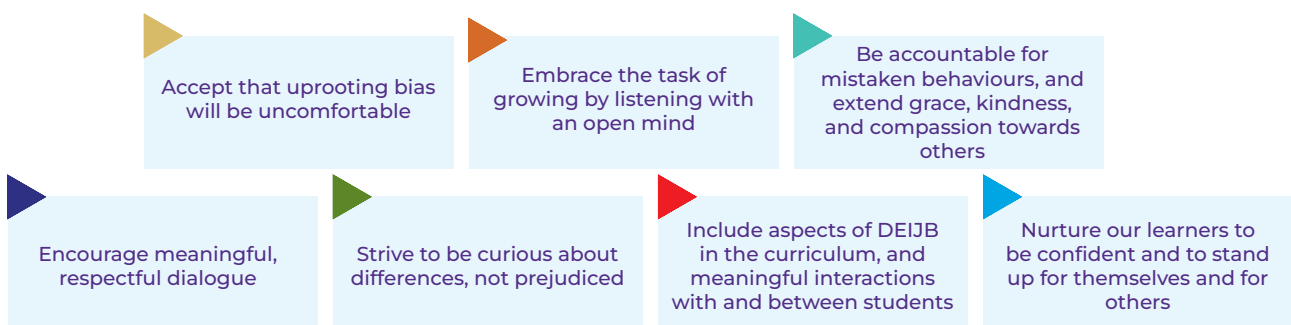 Accept that uprooting bias
will be uncomfortable
Embrace the task of
growing by listening with
an open mind
Be accountable for
mistaken behaviours, and
extend grace, kindness,
and compassion towards
others
Encourage meaningful,
respectful dialogue
Strive to be curious about
differences, not prejudiced
Include aspects of DEIJB
in the curriculum, and
meaningful interactions
with and between students
Nurture our learners to
be confident and to stand
up for themselves and for
others